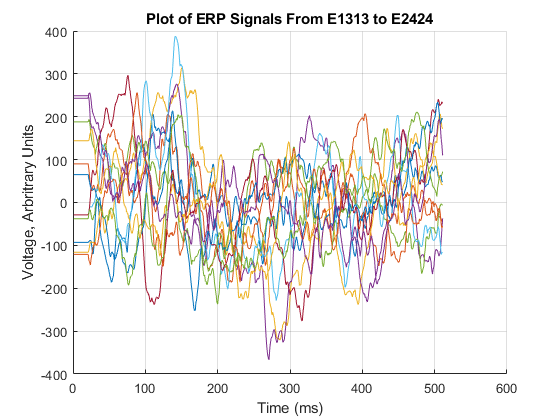 Plot of ERP Signals From E1313 to E2424
Voltage, Arbritrary Units
400
300
200
100
0
-100
-200
-300
-400
0 100 200 300 400 500 600
Time (ms)